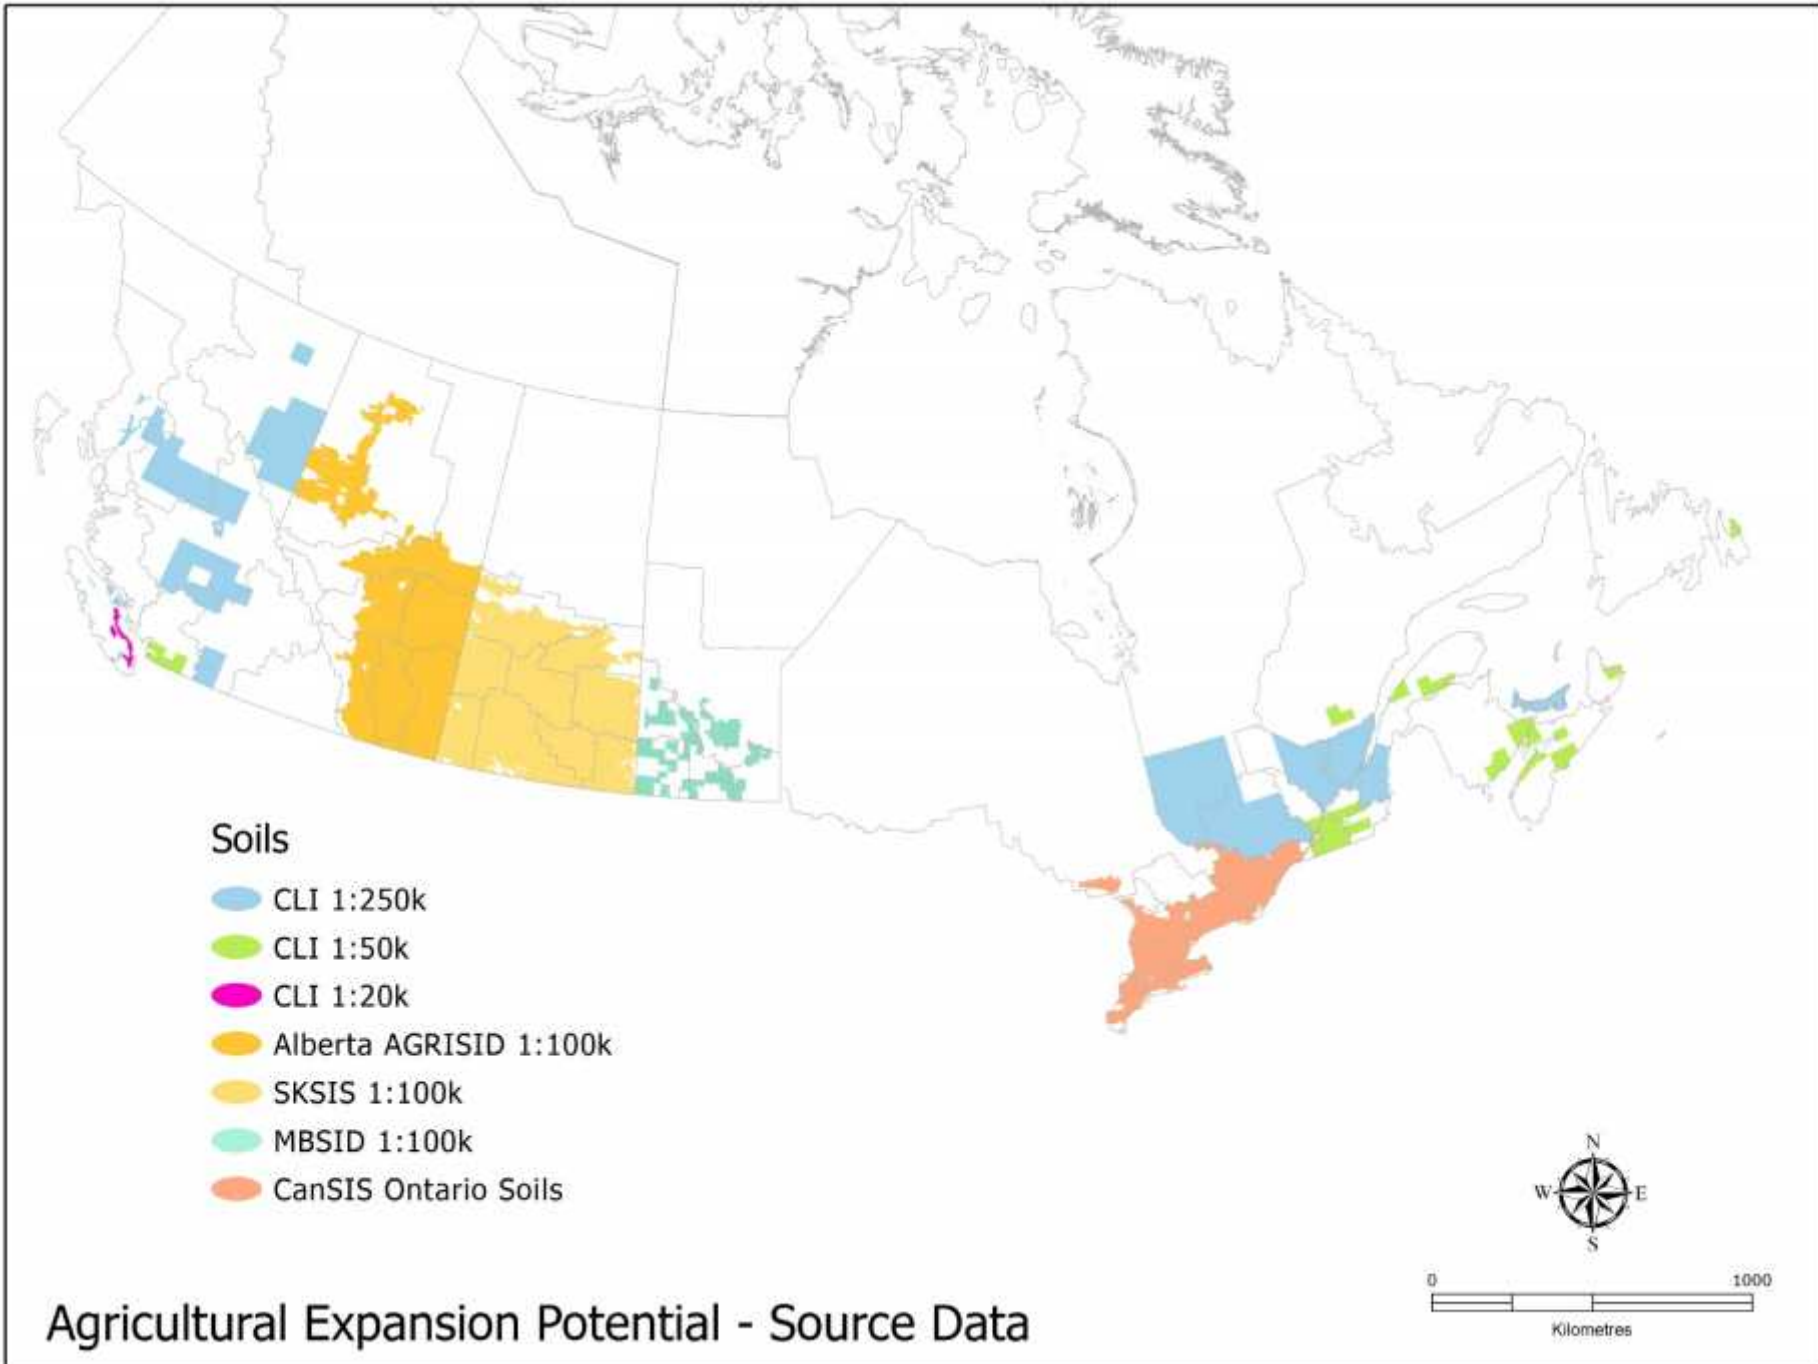 Soils
CLI 1:250k
CLI 1:50k
CLI 1:20k
Alberta AGRISID 1:100k
SKSIS 1:100k
MBSID 1:100k
CanSIS Ontario Soils
N
W E
S
0 1000
Kilometres
Agricultural Expansion Potential - Source Data